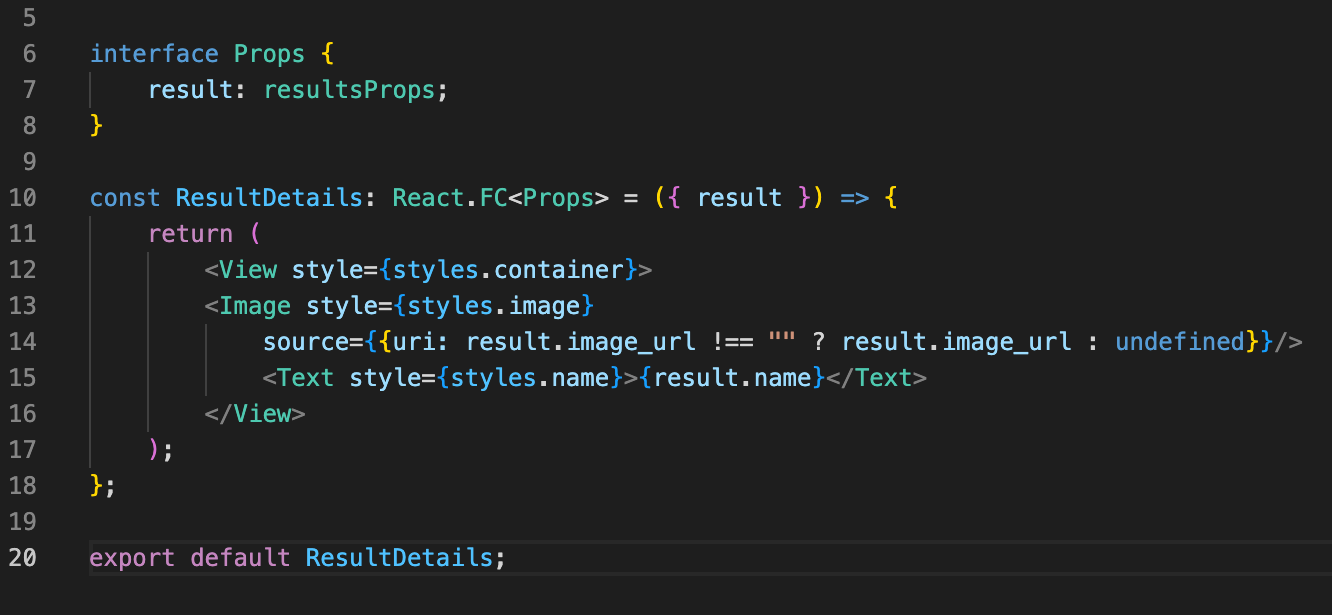 5
6 interface Props {
7     result: resultsProps;
8 }
9
10 const ResultDetails: React.FC<Props> = ({ result }) => {
11     return (
12         <View style={styles.container}>
13         <Image style={styles.image}
14             source={{uri: result.image_url !== "" ? result.image_url : undefined}}/>
15             <Text style={styles.name}>{result.name}</Text>
16         </View>
17     );
18 };
19
20 export default ResultDetails;